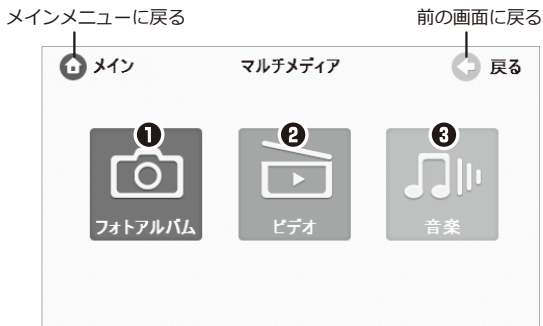 メインメニューに戻る 前の画面に戻る
メイン マルチメディア 戻る
❶ ❷ ❸
フォトアルバム ビデオ 音楽